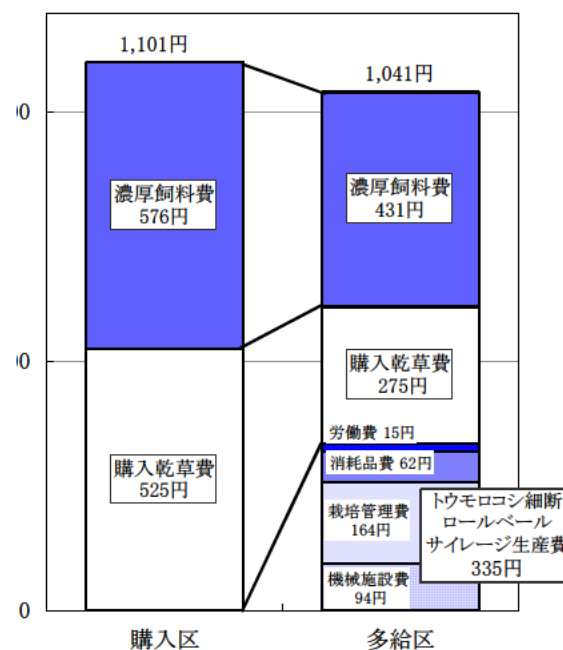 1,101円
1,041円
00
濃厚飼料費
576円
濃厚飼料費
431円
00
購入乾草費
275円
購入乾草費
525円
労働費 15円
消耗品費 62円
栽培管理費
164円
トウモロコシ細断
ロールベール
サイレージ生産費
335円
機械施設費
94円
0
購入区
多給区